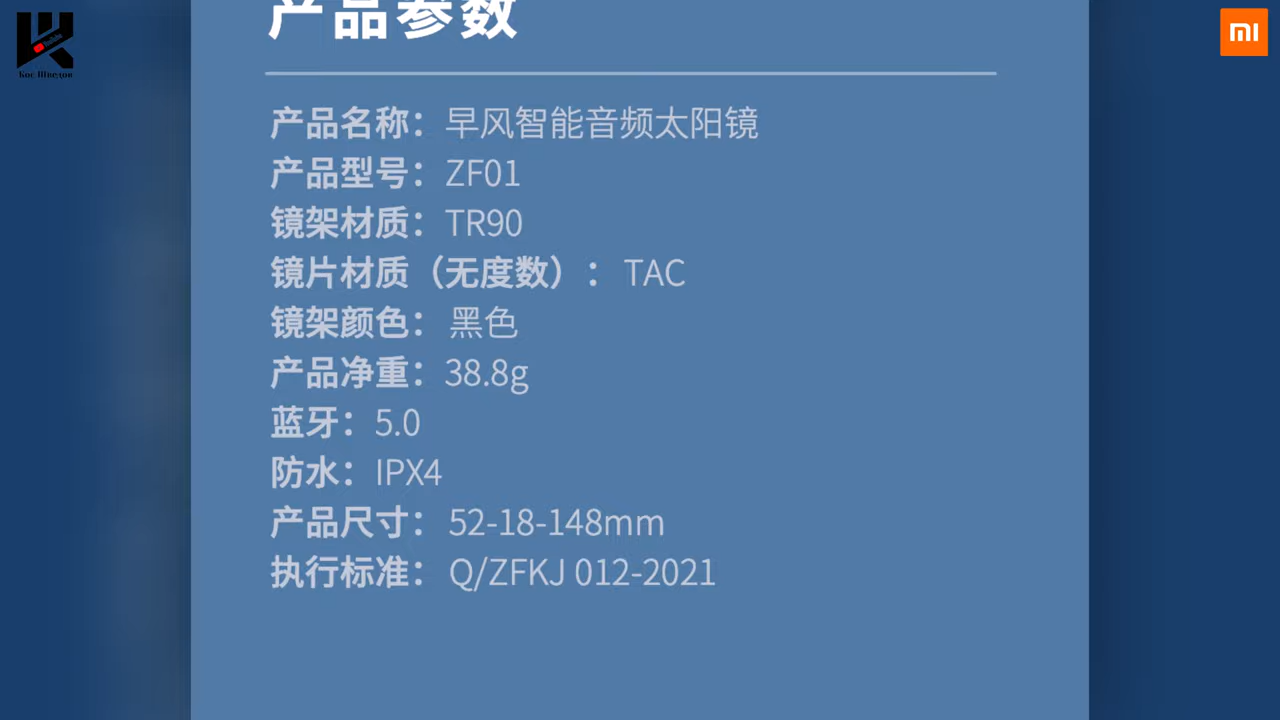 产品参数
产品名称：早风智能音频太阳镜
产品型号：ZF01
镜架材质：TR90
镜片材质（无度数）：TAC
镜架颜色：黑色
产品净重：38.8g
蓝牙：5.0
防水：IPX4
产品尺寸：52-18-148mm
执行标准：Q/ZFKJ 012-2021
YouTube
Кос Шведов
MI